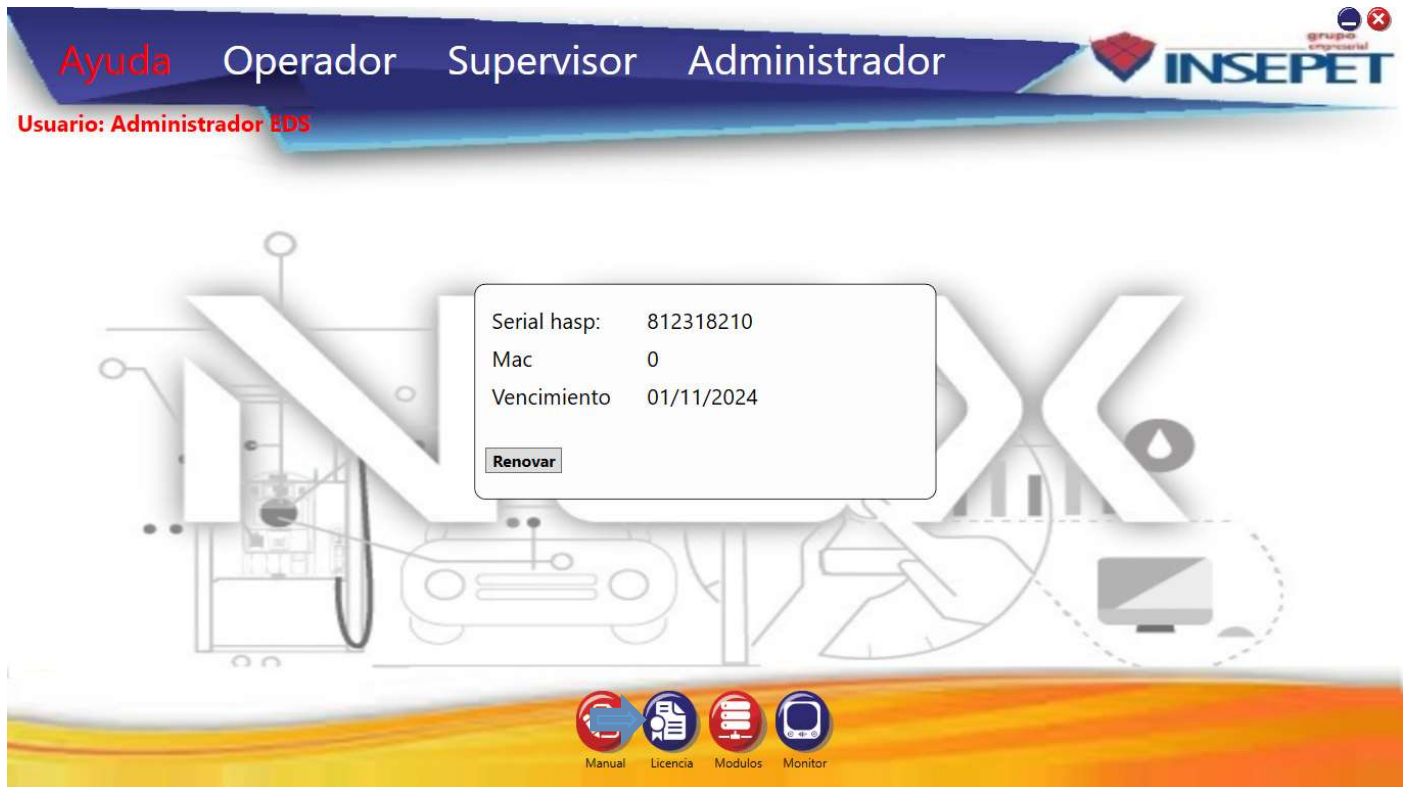 Ayuda Operador Supervisor Administrador
grupo
empresarial
INSEPET
Usuario: Administrador EDS
Serial hasp: 812318210
Mac 0
Vencimiento 01/11/2024
Renovar
Manual Licencia Modulos Monitor